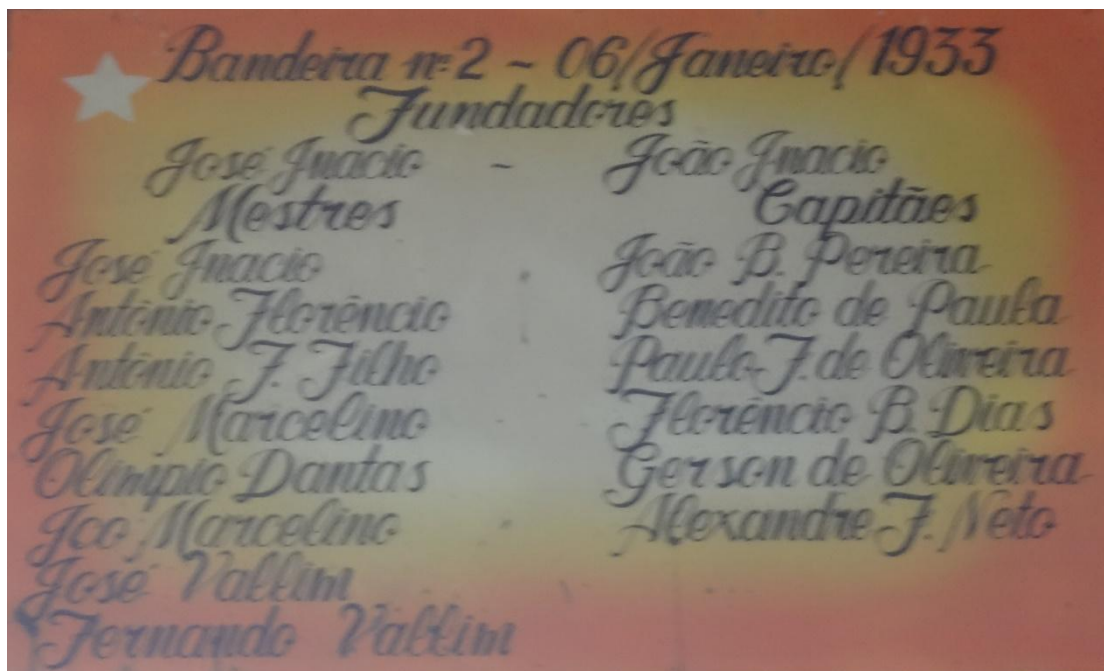 Bandeira nº 2 ~ 06/Janeiro/1933
Fundadores
José Inacio - João Inacio
Mestres Capitães
José Inacio João B. Pereira
Antônio Florêncio Benedito de Paula
Antônio F. Filho Paulo F. de Oliveira
José Marcelino Florêncio B. Dias
Olimpio Dantas Gerson de Oliveira
Joo Marcelino Alexandre F. Neto
José Vallim
Fernando Vallim